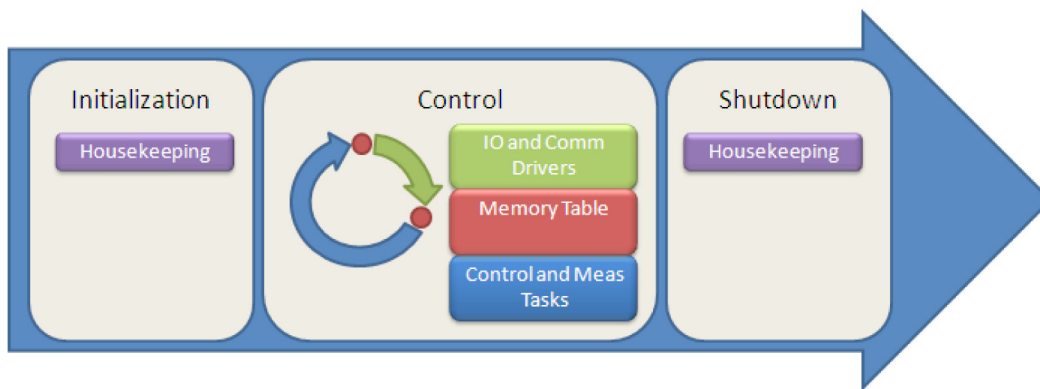 Initialization
Housekeeping
Control
IO and Comm
Drivers
Memory Table
Control and Meas
Tasks
Shutdown
Housekeeping